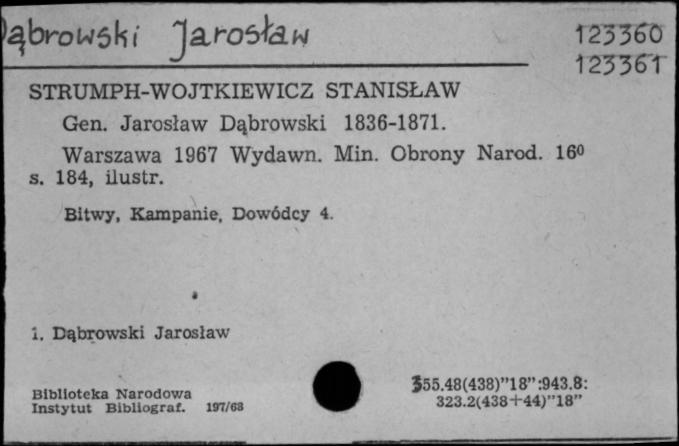 Dąbrowski Jarosław
123360
123361
STRUMPH-WOJTKIEWICZ STANISŁAW
Gen. Jarosław Dąbrowski 1836-1871.
Warszawa 1967 Wydawn. Min. Obrony Narod. 16⁰
s. 184, ilustr.
Bitwy, Kampanie, Dowódcy 4.
1. Dąbrowski Jarosław
Biblioteka Narodowa
Instytut Bibliograf. 197/68
355.48(438)"18":943.8:
323.2(438+44)"18"